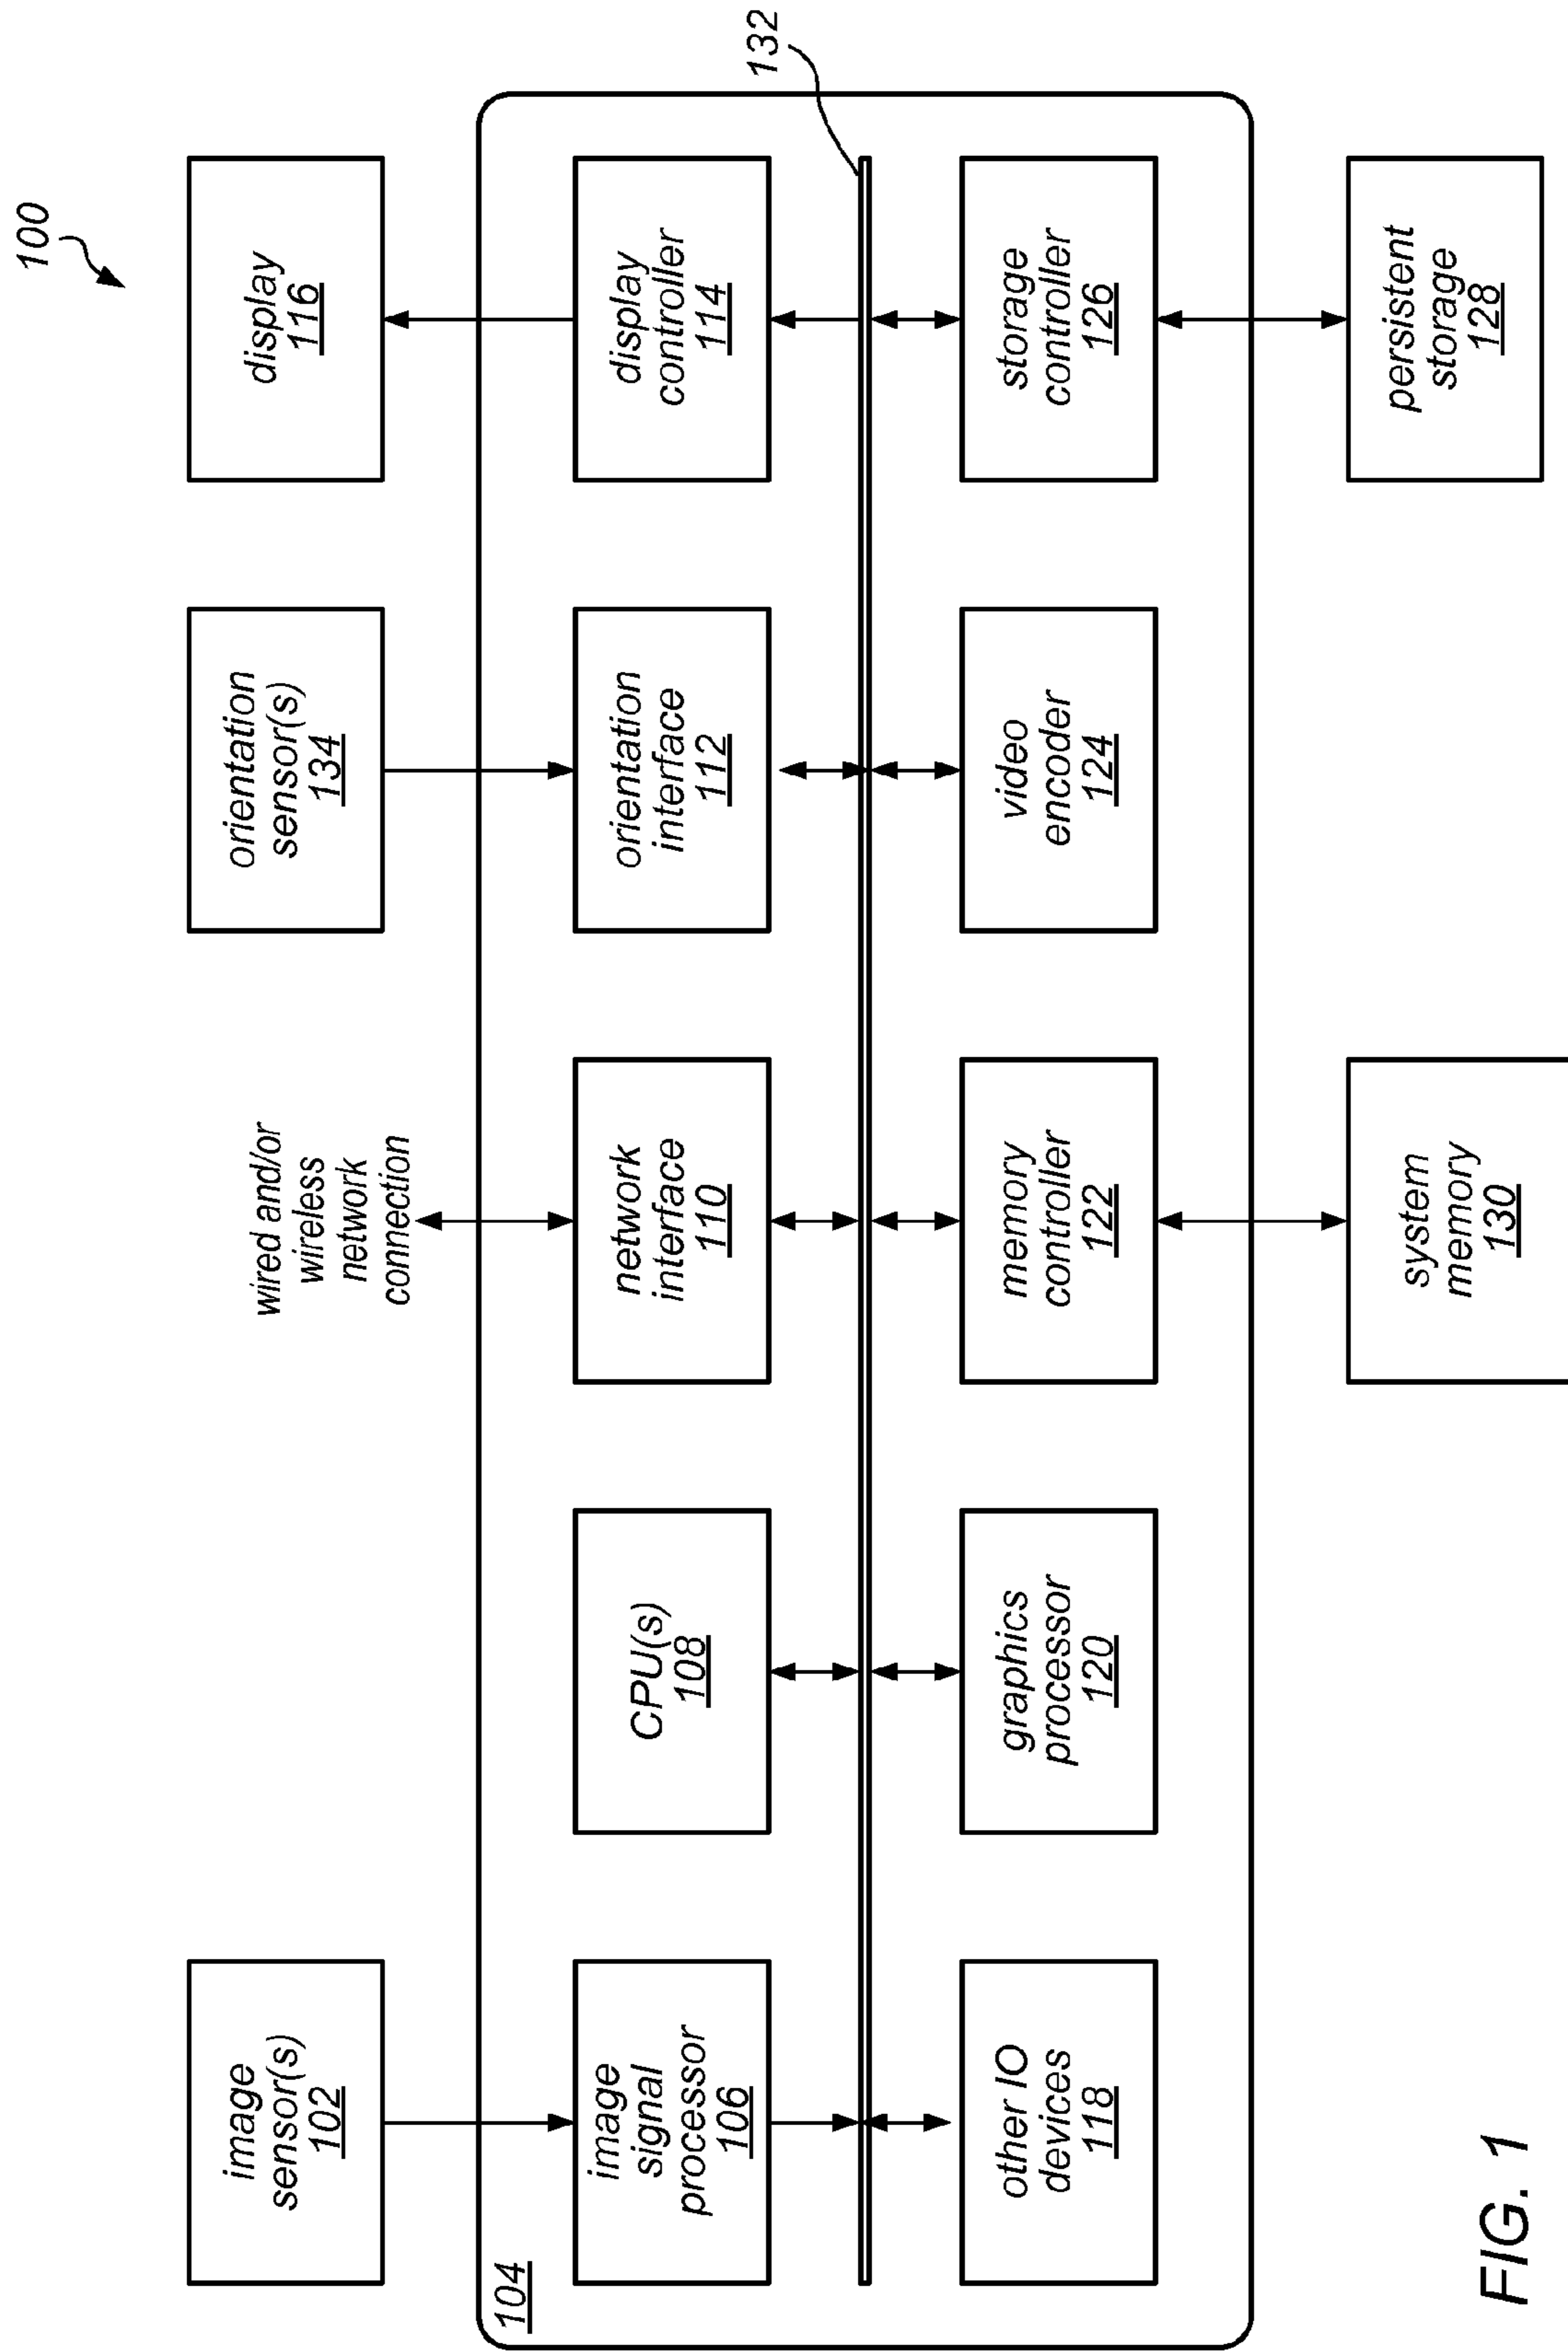 100
image
sensor(s)
102
wired and/or
wireless
network
connection
orientation
sensor(s)
134
display
116
104
image
signal
processor
106
CPU(s)
108
network
interface
110
orientation
interface
112
display
controller
114
132
other IO
devices
118
graphics
processor
120
memory
controller
122
video
encoder
124
storage
controller
126
system
memory
130
persistent
storage
128
FIG. 1